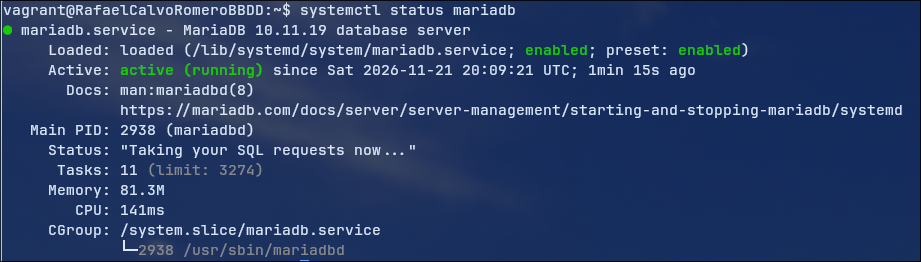 vagrant@RafaelCalvoRomeroBBDD:~$ systemctl status mariadb
● mariadb.service - MariaDB 10.11.19 database server
Loaded: loaded (/lib/systemd/system/mariadb.service; enabled; preset: enabled)
Active: active (running) since Sat 2026-11-21 20:09:21 UTC; 1min 15s ago
Docs: man:mariadbd(8)
https://mariadb.com/docs/server/server-management/starting-and-stopping-mariadb/systemd
Main PID: 2938 (mariadbd)
Status: "Taking your SQL requests now..."
Tasks: 11 (limit: 3274)
Memory: 81.3M
CPU: 141ms
CGroup: /system.slice/mariadb.service
└─2938 /usr/sbin/mariadbd